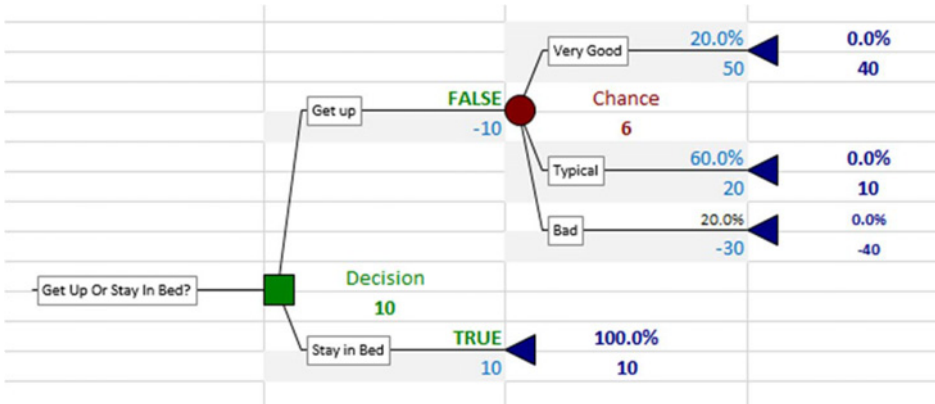 Very Good 20.0% 0.0%
50 40
Get up FALSE Chance
-10 6
Typical 60.0% 0.0%
20 10
Bad 20.0% 0.0%
-30 -40
Get Up Or Stay In Bed? Decision
10
Stay in Bed TRUE 100.0%
10 10